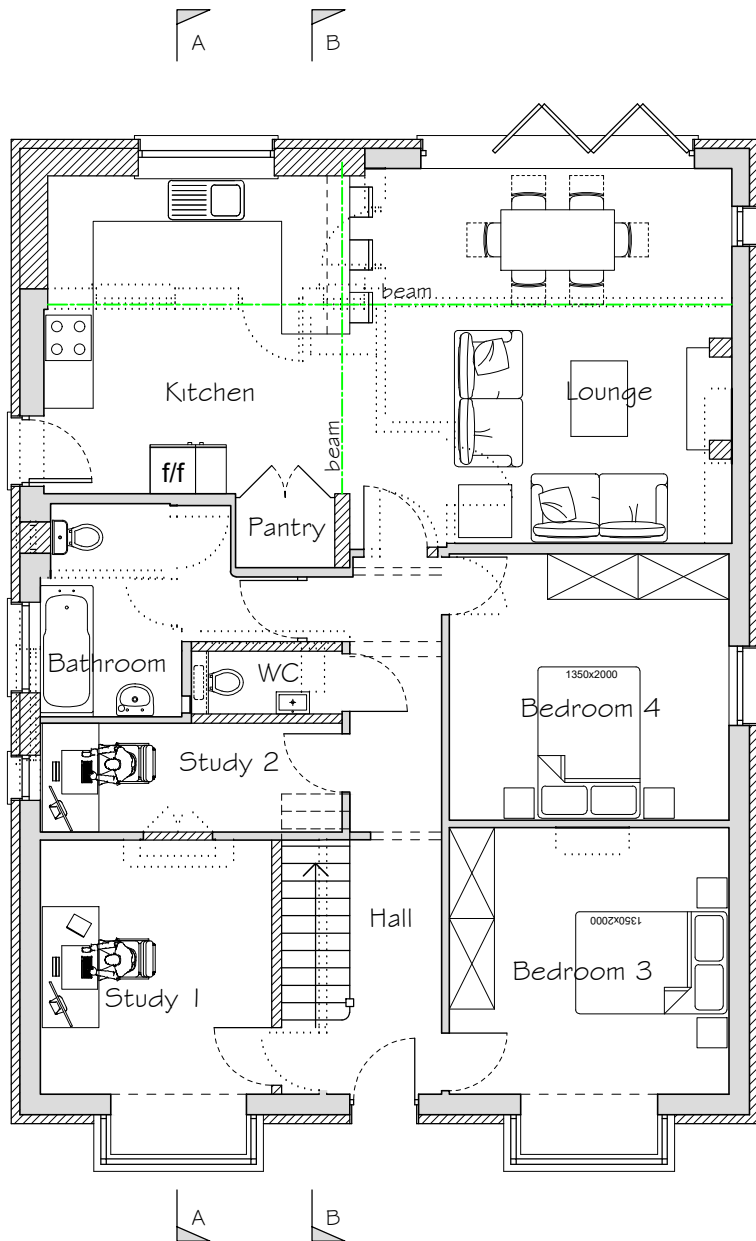 A
B
beam
Kitchen
Lounge
beam
f/f
Pantry
Bathroom
WC
1350x2000
Bedroom 4
Study 2
Hall
1350x2000
Bedroom 3
Study 1
A
B